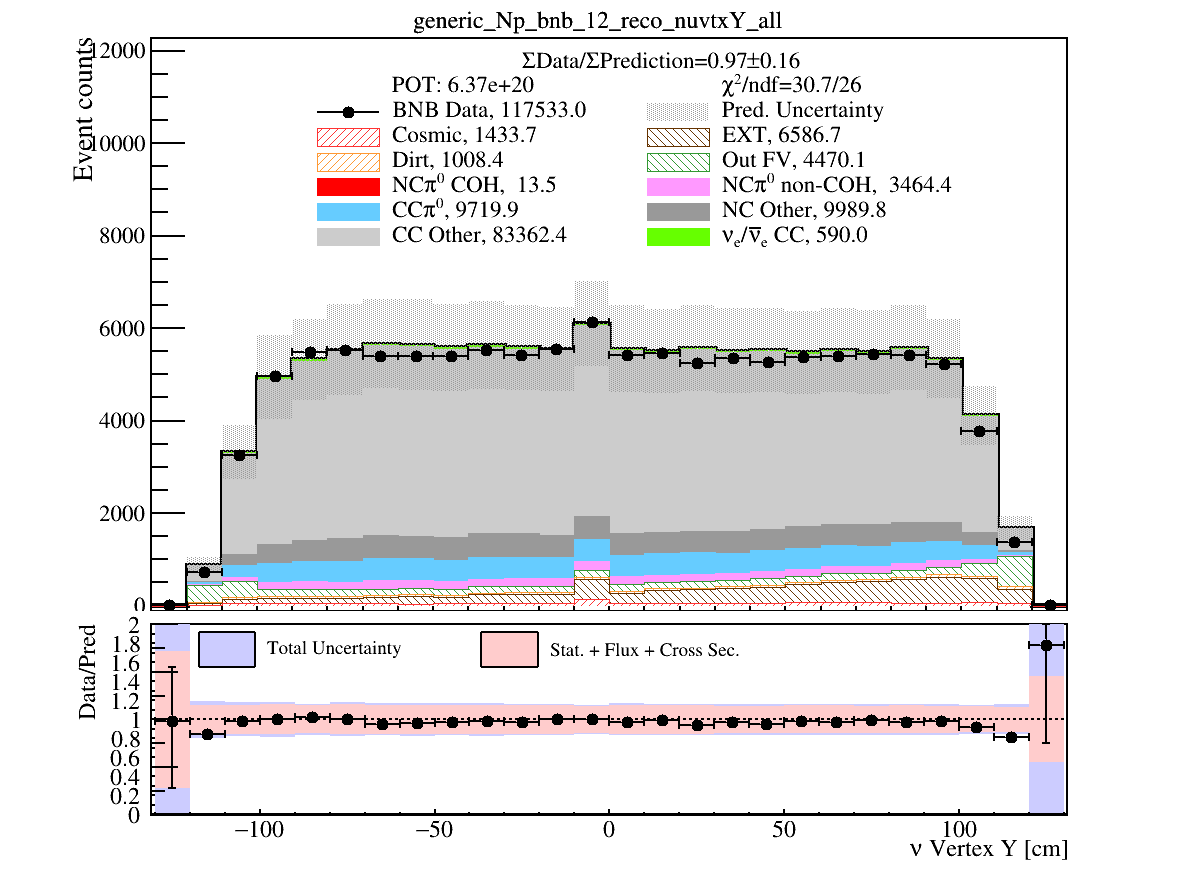 generic_Np_bnb_12_reco_nuvtxY_all
ΣData/ΣPrediction=0.97±0.16
POT: 6.37e+20 χ²/ndf=30.7/26
BNB Data, 117533.0 Pred. Uncertainty
Cosmic, 1433.7 EXT, 6586.7
Dirt, 1008.4 Out FV, 4470.1
NCπ⁰ COH, 13.5 NCπ⁰ non-COH, 3464.4
CCπ⁰, 9719.9 NC Other, 9989.8
CC Other, 83362.4 νₑ/ν̅ₑ CC, 590.0
Event counts
12000
10000
8000
6000
4000
2000
0
Total Uncertainty Stat. + Flux + Cross Sec.
Data/Pred
2
1.8
1.6
1.4
1.2
1
0.8
0.6
0.4
0.2
0
−100 −50 0 50 100
ν Vertex Y [cm]